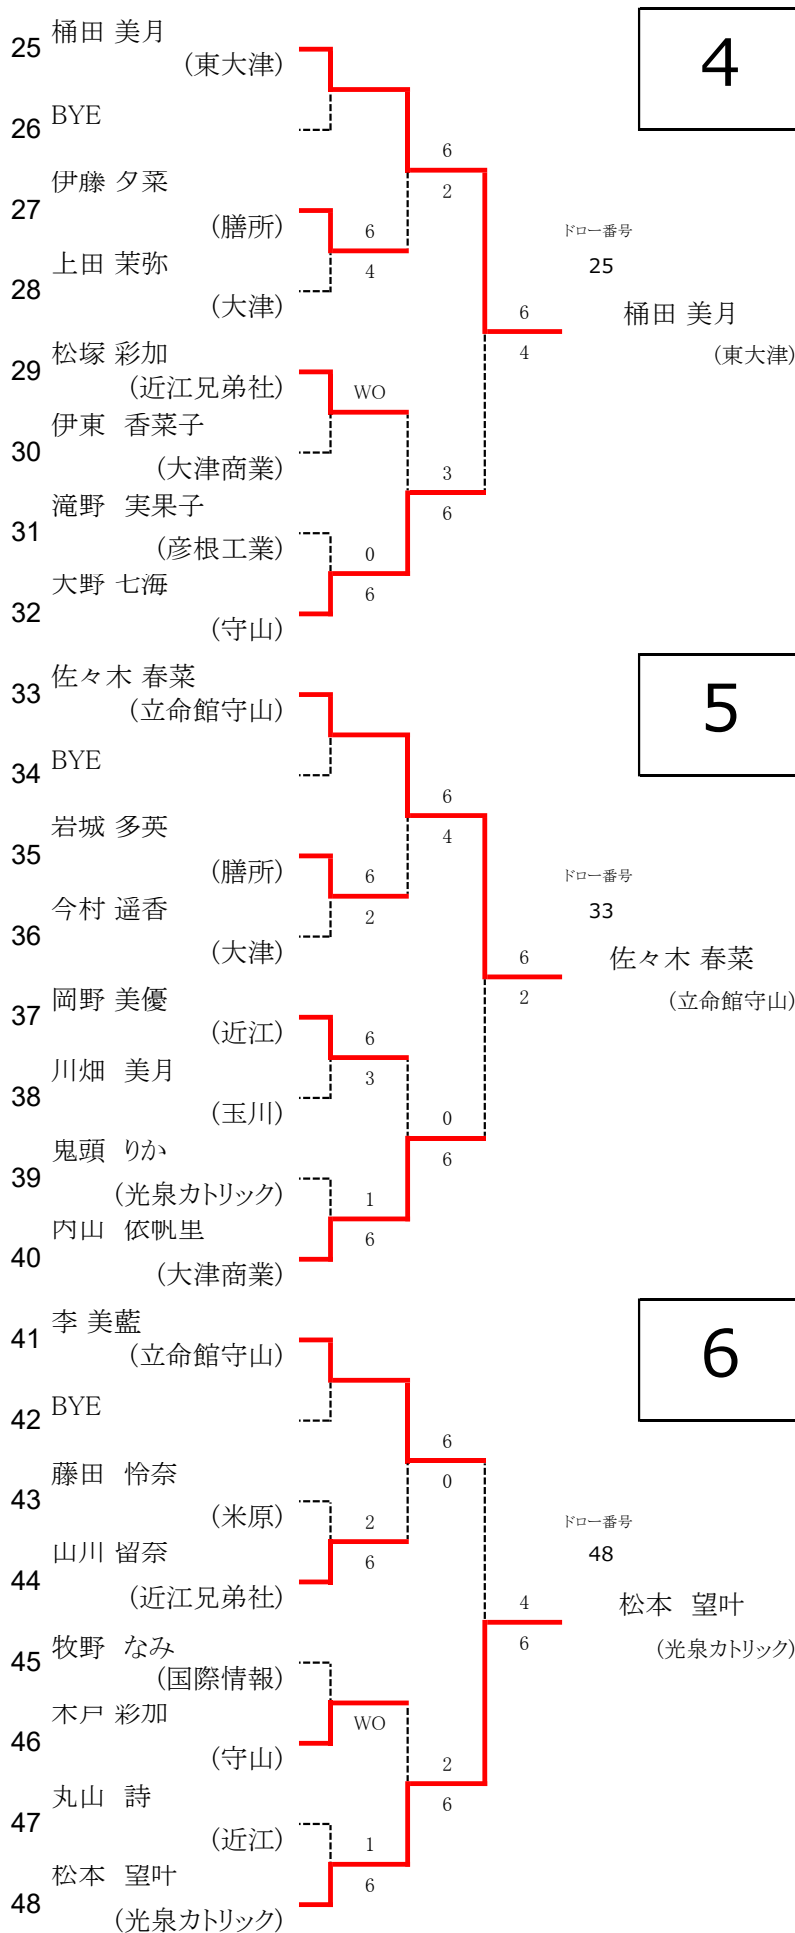 4
25 桶田 美月
(東大津)
26 BYE
6
2
27 伊藤 夕菜
(膳所)
6
4
28 上田 茉弥
(大津)
ドロー番号
25
桶田 美月
(東大津)
6
4
29 松塚 彩加
(近江兄弟社)
WO
30 伊東 香菜子
(大津商業)
3
6
31 滝野 実果子
(彦根工業)
0
6
32 大野 七海
(守山)
5
33 佐々木 春菜
(立命館守山)
34 BYE
6
4
35 岩城 多英
(膳所)
6
2
36 今村 遥香
(大津)
ドロー番号
33
佐々木 春菜
(立命館守山)
6
2
37 岡野 美優
(近江)
6
3
38 川畑 美月
(玉川)
0
6
39 鬼頭 りか
(光泉カトリック)
1
6
40 内山 依帆里
(大津商業)
6
41 李 美藍
(立命館守山)
42 BYE
6
0
43 藤田 怜奈
(米原)
2
6
44 山川 留奈
(近江兄弟社)
ドロー番号
48
松本 望叶
(光泉カトリック)
4
6
45 牧野 なみ
(国際情報)
WO
46 木戸 彩加
(守山)
2
6
47 丸山 詩
(近江)
1
6
48 松本 望叶
(光泉カトリック)